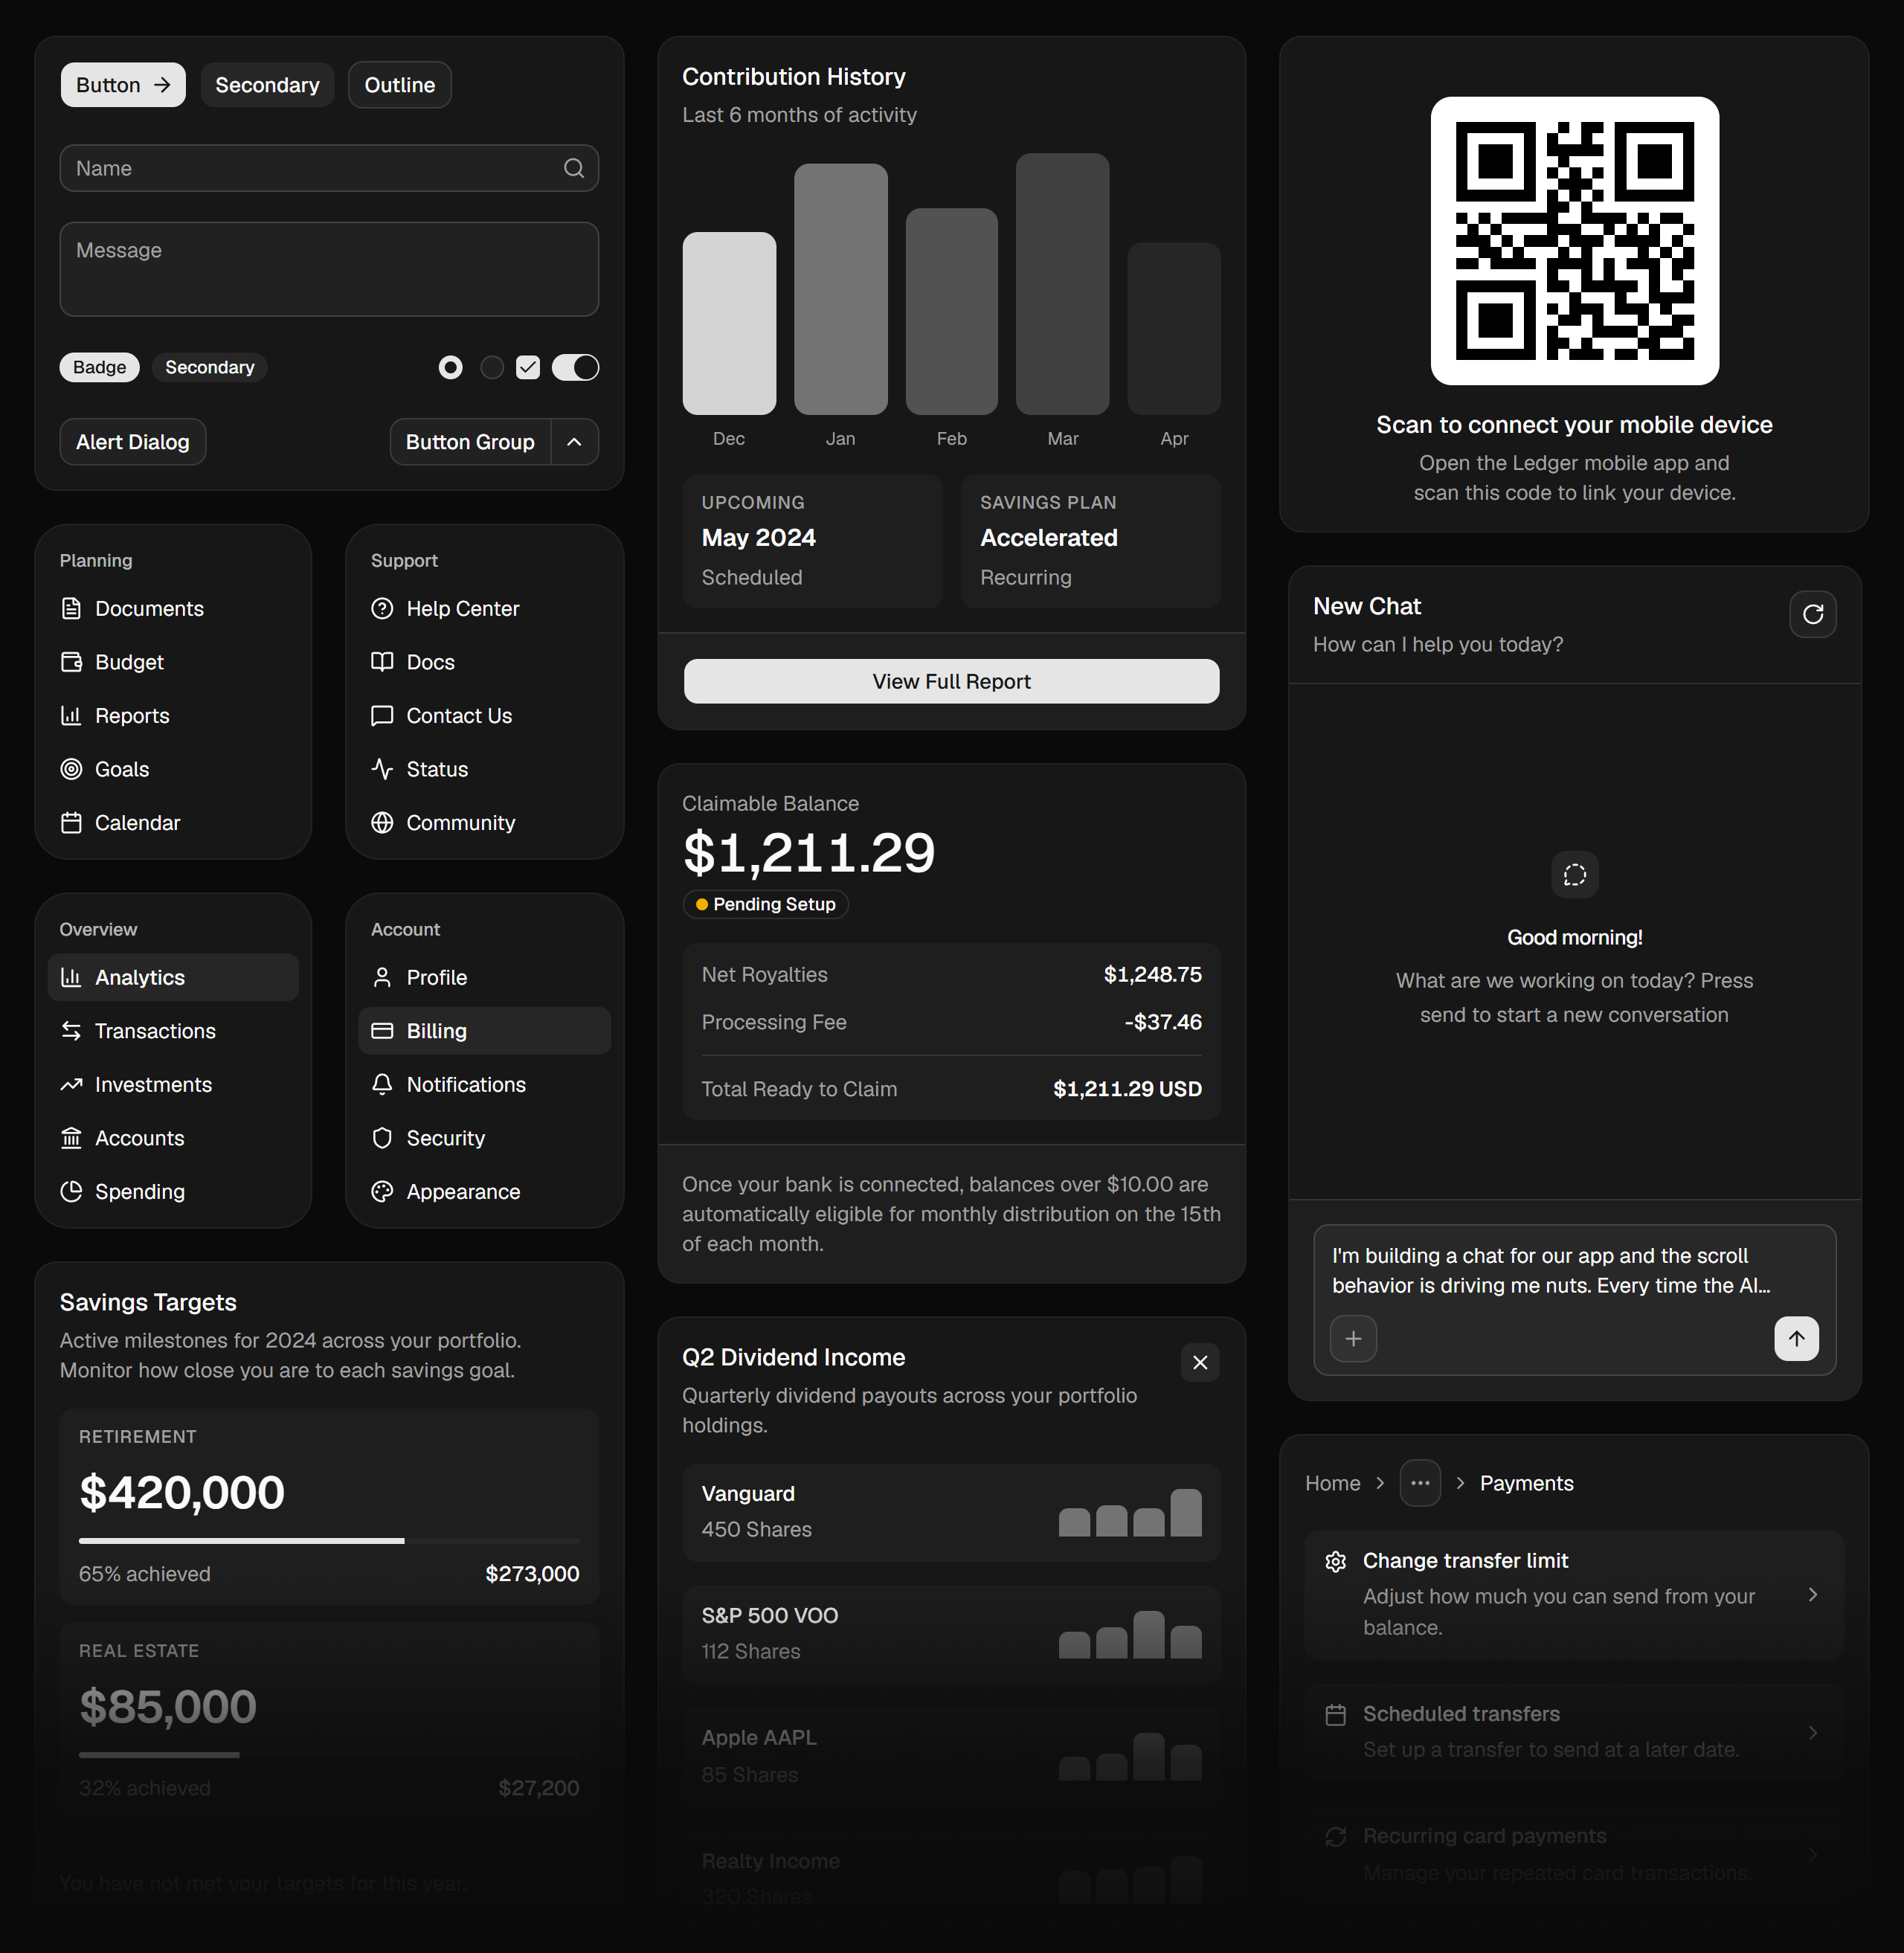 Button
Secondary
Outline
Name
Message
Badge
Secondary
Alert Dialog
Button Group
Planning
Documents
Budget
Reports
Goals
Calendar
Support
Help Center
Docs
Contact Us
Status
Community
Overview
Analytics
Transactions
Investments
Accounts
Spending
Account
Profile
Billing
Notifications
Security
Appearance
Savings Targets
Active milestones for 2024 across your portfolio.
Monitor how close you are to each savings goal.
RETIREMENT
$420,000
65% achieved
$273,000
REAL ESTATE
$85,000
32% achieved
$27,200
You have not met your targets for this year.
Contribution History
Last 6 months of activity
Dec
Jan
Feb
Mar
Apr
UPCOMING
May 2024
Scheduled
SAVINGS PLAN
Accelerated
Recurring
View Full Report
Claimable Balance
$1,211.29
Pending Setup
Net Royalties
$1,248.75
Processing Fee
-$37.46
Total Ready to Claim
$1,211.29 USD
Once your bank is connected, balances over $10.00 are
automatically eligible for monthly distribution on the 15th
of each month.
Q2 Dividend Income
Quarterly dividend payouts across your portfolio
holdings.
Vanguard
450 Shares
S&P 500 VOO
112 Shares
Apple AAPL
85 Shares
Realty Income
320 Shares
Scan to connect your mobile device
Open the Ledger mobile app and
scan this code to link your device.
New Chat
How can I help you today?
Good morning!
What are we working on today? Press
send to start a new conversation
I'm building a chat for our app and the scroll
behavior is driving me nuts. Every time the AI...
Home
Payments
Change transfer limit
Adjust how much you can send from your
balance.
Scheduled transfers
Set up a transfer to send at a later date.
Recurring card payments
Manage your repeated card transactions.